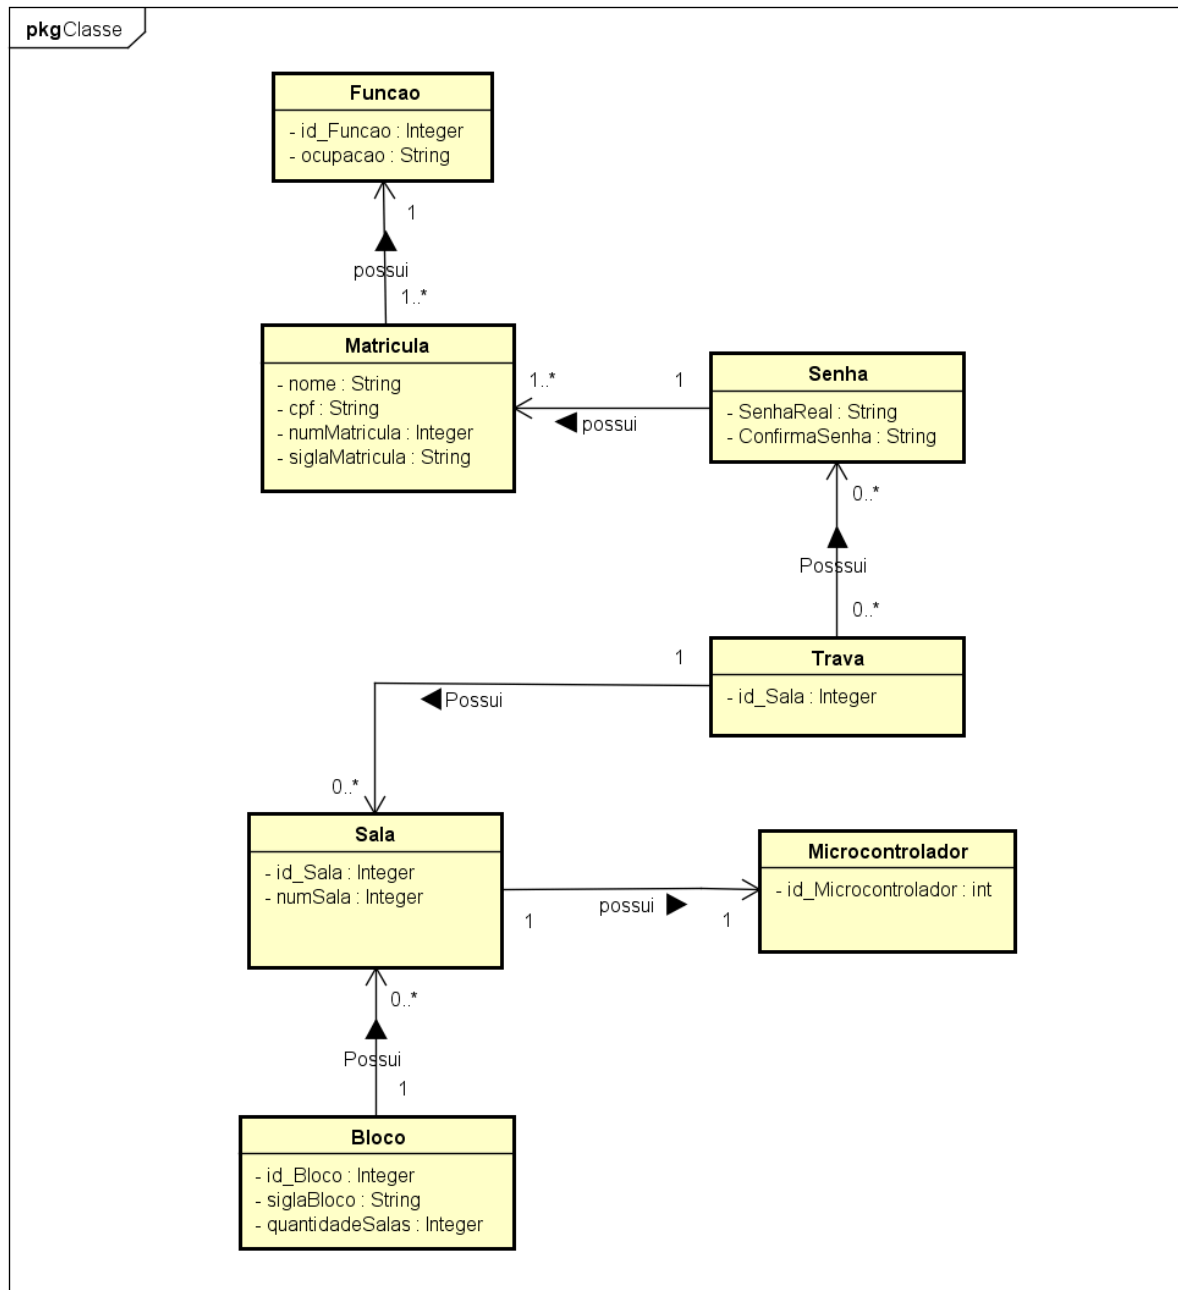 pkg Classe
Funcao
- id_Funcao : Integer
- ocupacao : String
1
possui
1..*
Matricula
- nome : String
- cpf : String
- numMatricula : Integer
- siglaMatricula : String
1..*
1
possui
Senha
- SenhaReal : String
- ConfirmaSenha : String
0..*
Posssui
0..*
Trava
- id_Sala : Integer
1
Possui
0..*
Sala
- id_Sala : Integer
- numSala : Integer
1
possui
1
Microcontrolador
- id_Microcontrolador : int
0..*
Possui
1
Bloco
- id_Bloco : Integer
- siglaBloco : String
- quantidadeSalas : Integer